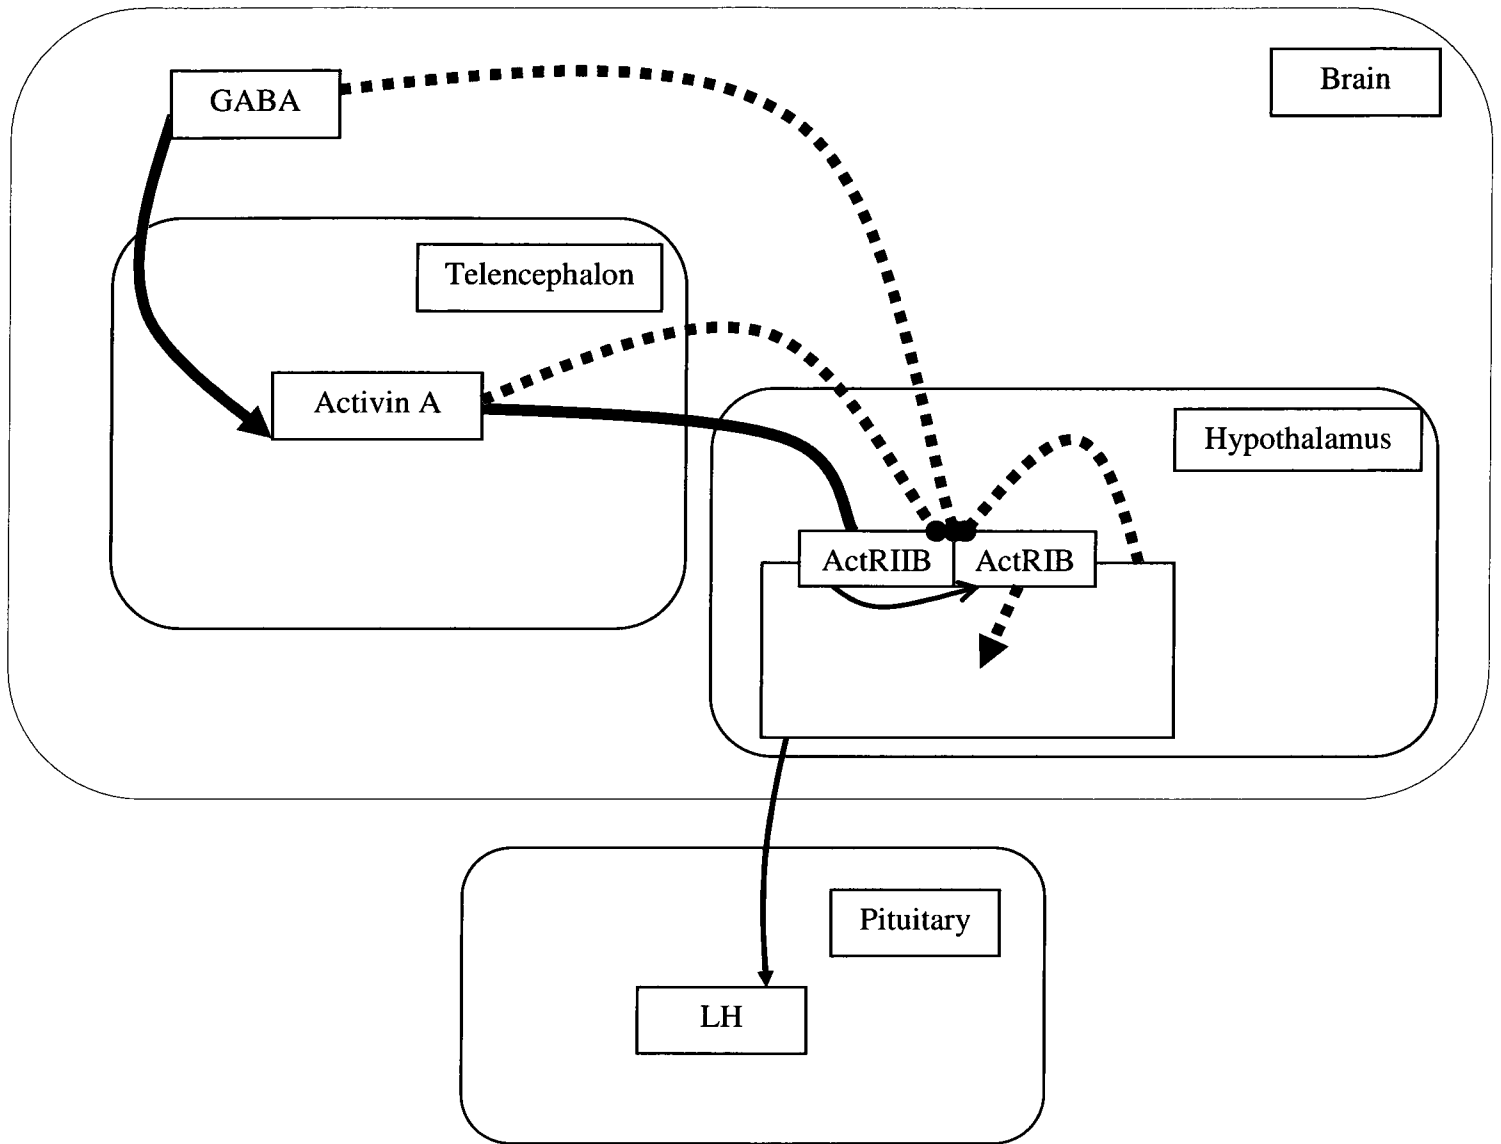 GABA
Brain
Telencephalon
Activin A
Hypothalamus
ActRIIB
ActRIB
Pituitary
LH